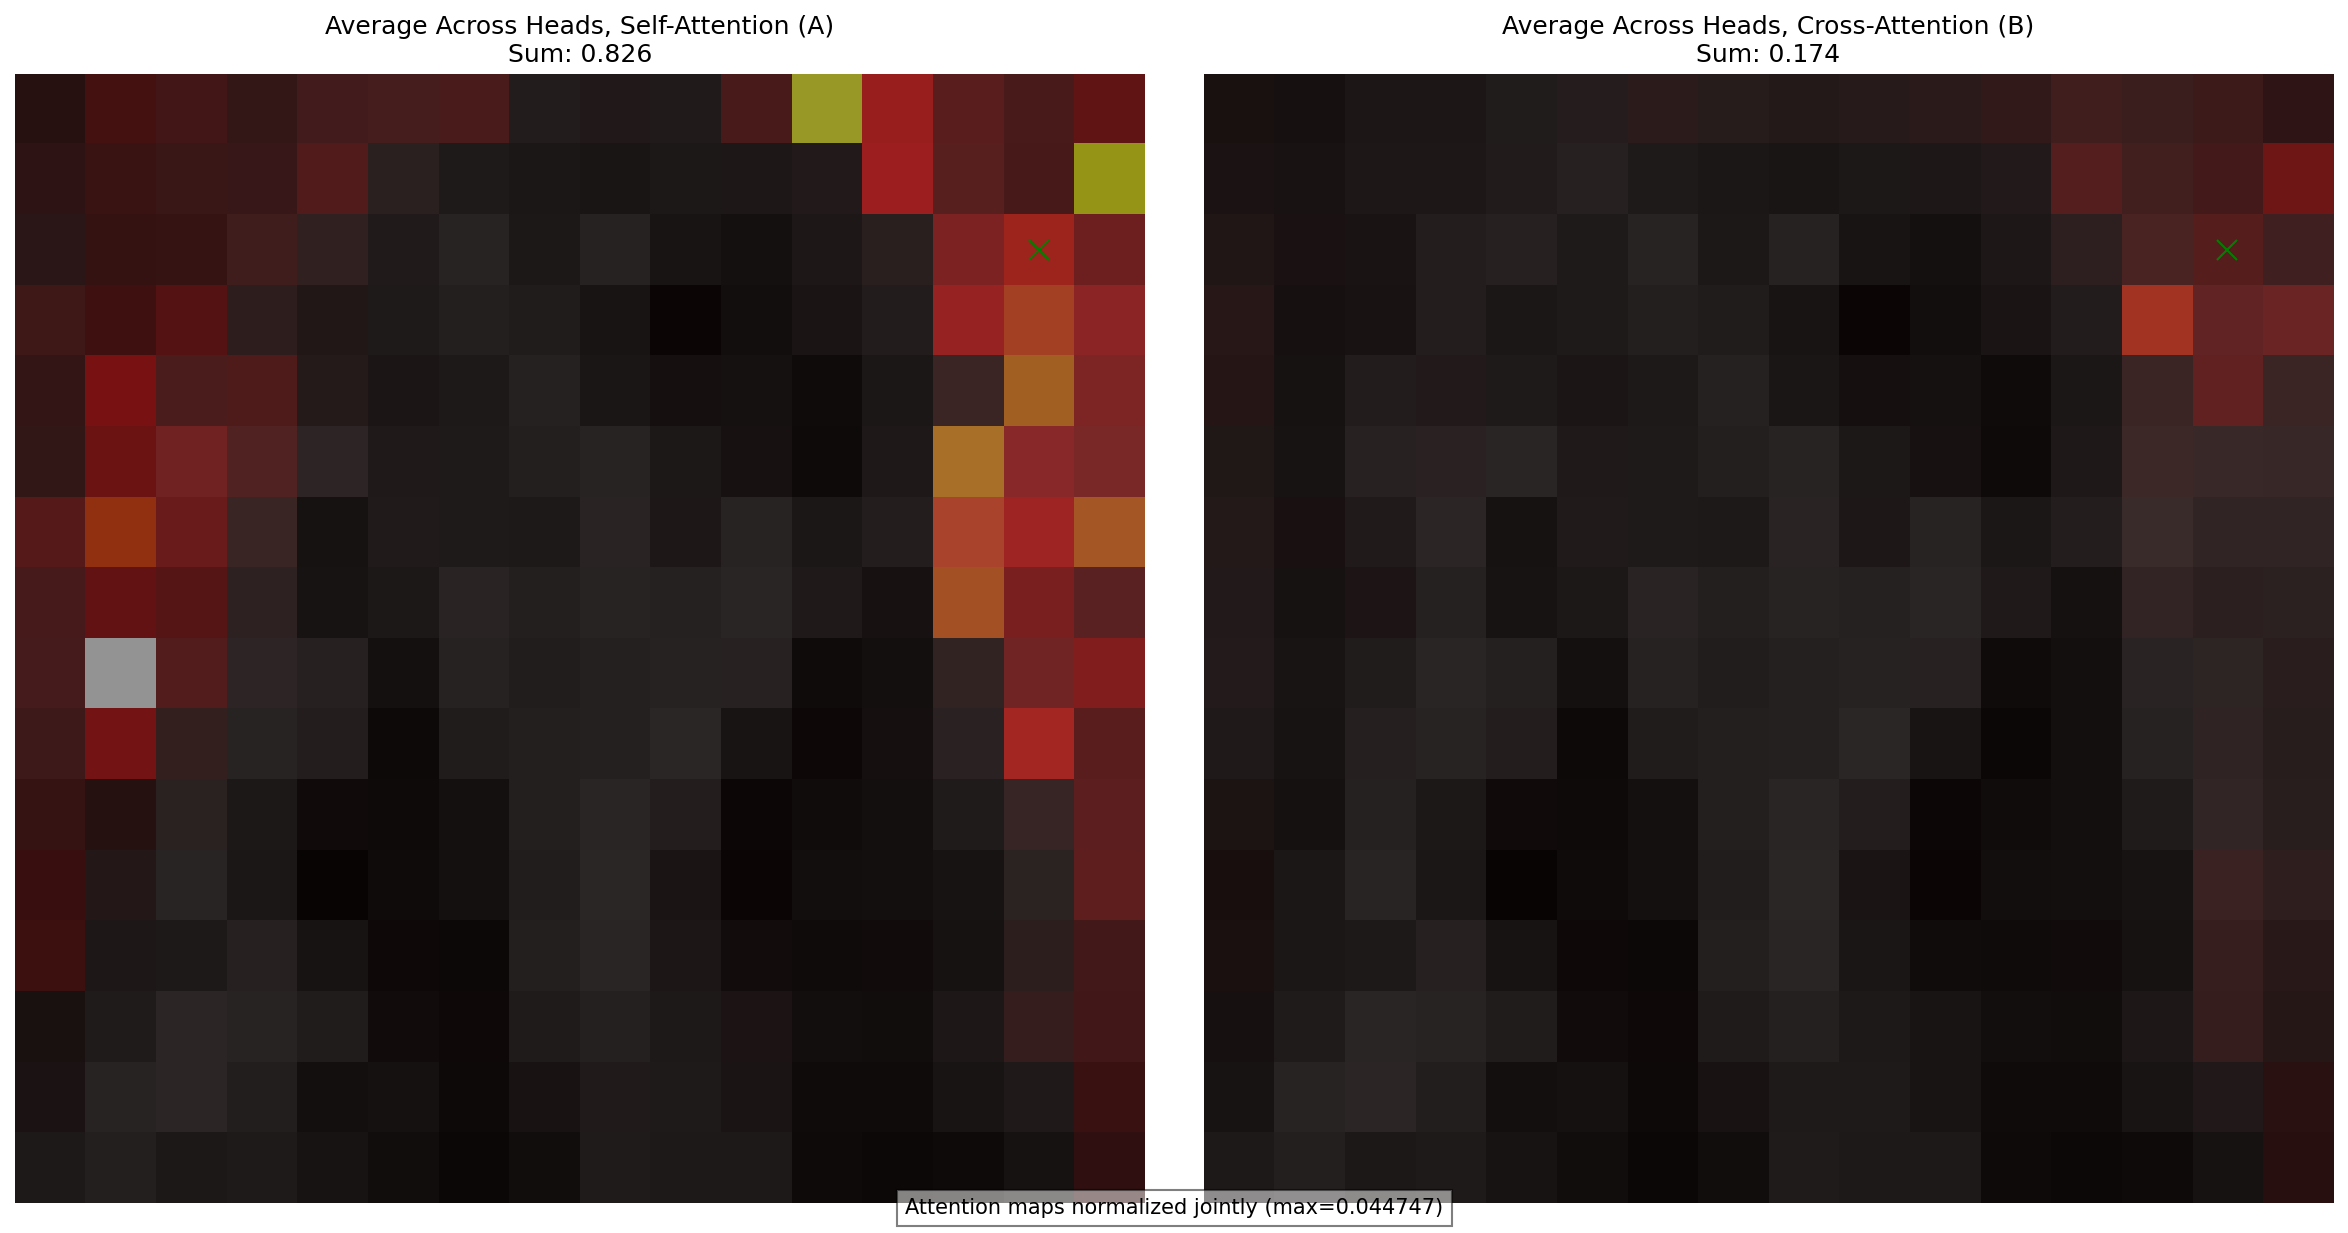 Average Across Heads, Self-Attention (A)
Sum: 0.826
Average Across Heads, Cross-Attention (B)
Sum: 0.174
Attention maps normalized jointly (max=0.044747)